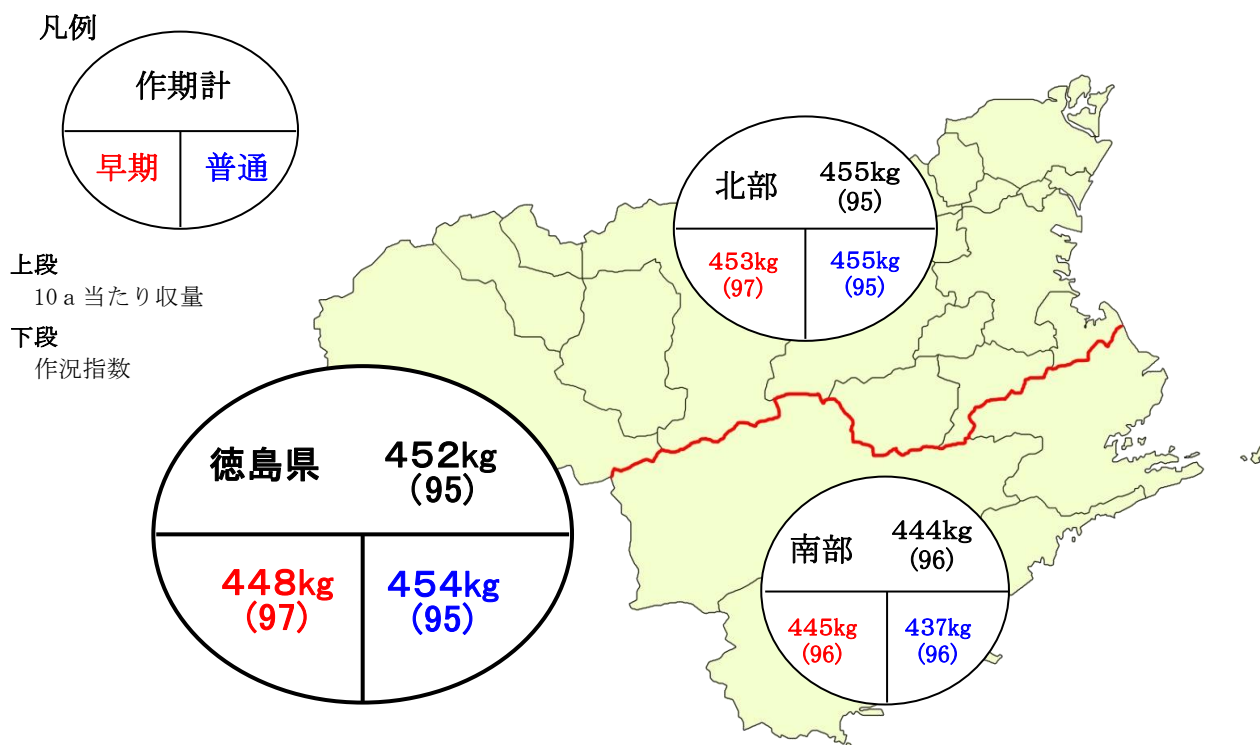 凡例
作期計
早期 普通
上段
10a当たり収量
下段
作況指数
北部 455kg
(95)
453kg 455kg
(97) (95)
徳島県 452kg
(95)
448kg 454kg
(97) (95)
南部 444kg
(96)
445kg 437kg
(96) (96)